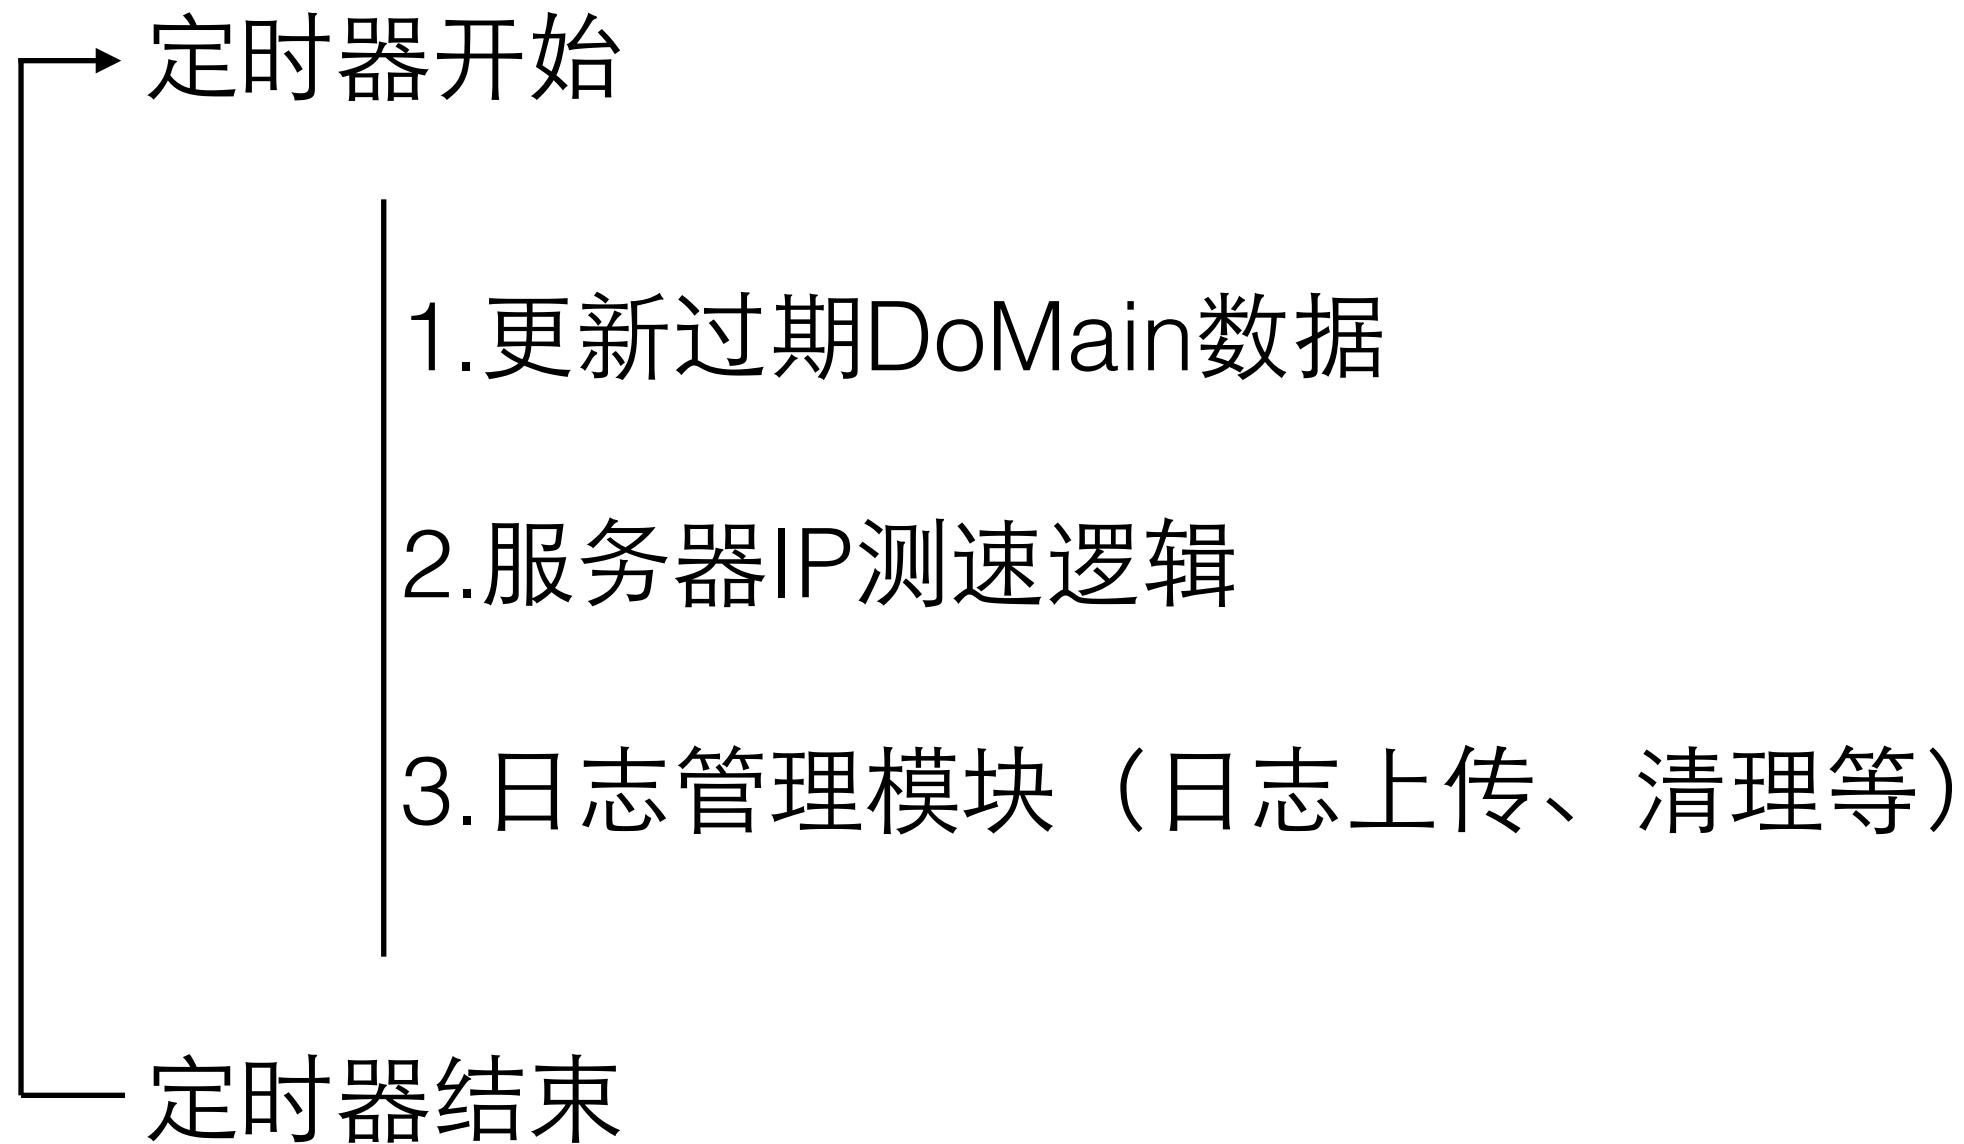 定时器开始
1.更新过期DoMain数据
2.服务器IP测速逻辑
3.日志管理模块（日志上传、清理等）
定时器结束